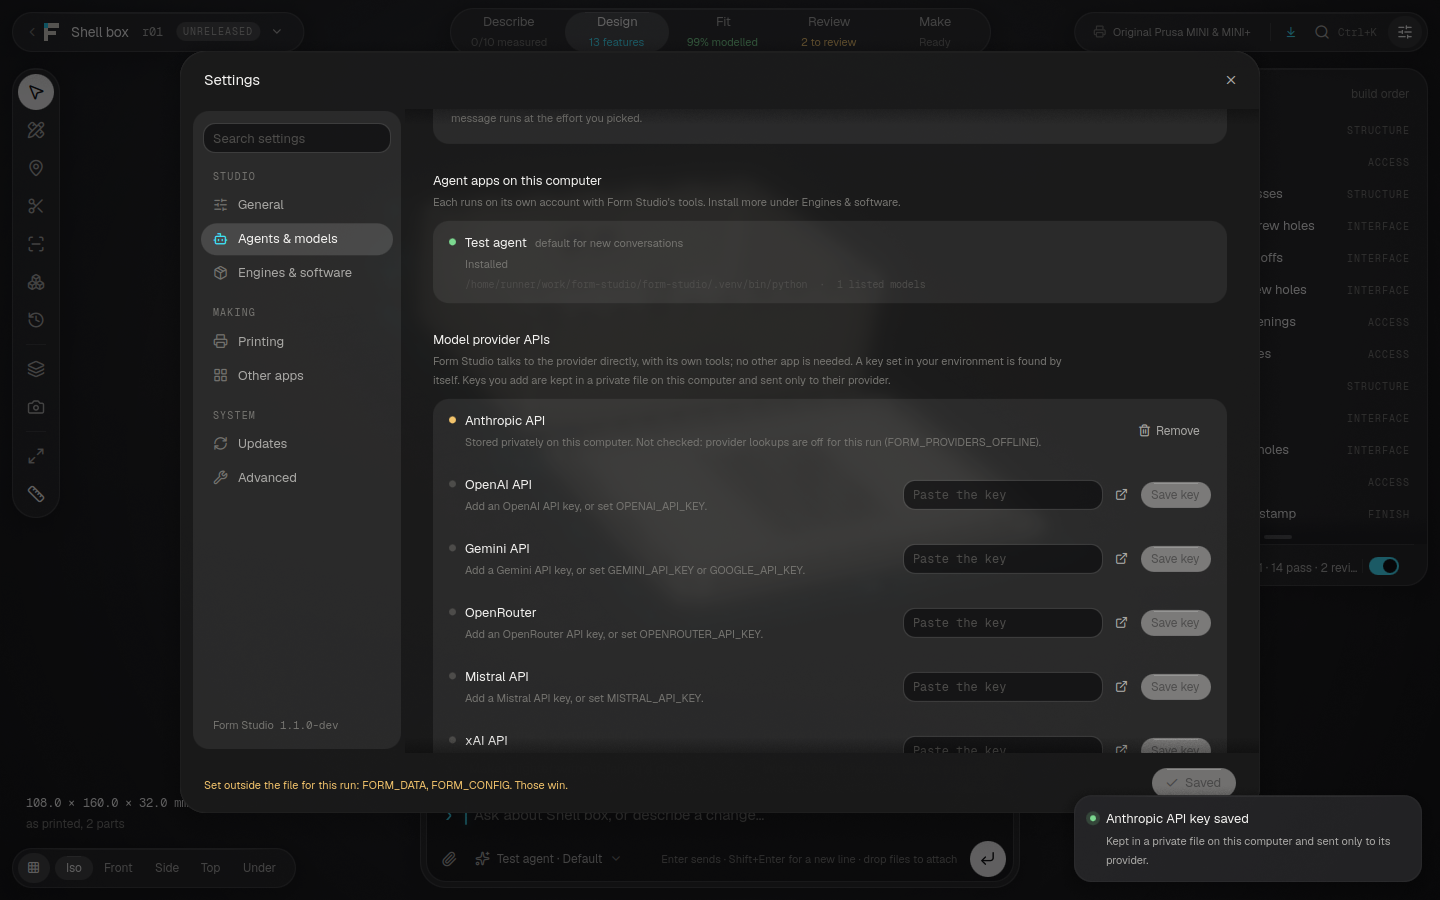 Shell box r01 UNRELEASED
Describe
0/10 measured
Design
13 features
Fit
99% modelled
Review
2 to review
Make
Ready
Original Prusa MINI & MINI+
Ctrl+K
Settings
Search settings
STUDIO
General
Agents & models
Engines & software
MAKING
Printing
Other apps
SYSTEM
Updates
Advanced
Form Studio 1.1.0-dev
message runs at the effort you picked.
Agent apps on this computer
Each runs on its own account with Form Studio's tools. Install more under Engines & software.
Test agent default for new conversations
Installed
/home/runner/work/form-studio/form-studio/.venv/bin/python · 1 listed models
Model provider APIs
Form Studio talks to the provider directly, with its own tools; no other app is needed. A key set in your environment is found by
itself. Keys you add are kept in a private file on this computer and sent only to their provider.
Anthropic API
Stored privately on this computer. Not checked: provider lookups are off for this run (FORM_PROVIDERS_OFFLINE).
Remove
OpenAI API
Add an OpenAI API key, or set OPENAI_API_KEY.
Paste the key
Save key
Gemini API
Add a Gemini API key, or set GEMINI_API_KEY or GOOGLE_API_KEY.
Paste the key
Save key
OpenRouter
Add an OpenRouter API key, or set OPENROUTER_API_KEY.
Paste the key
Save key
Mistral API
Add a Mistral API key, or set MISTRAL_API_KEY.
Paste the key
Save key
xAI API
Paste the key
Save key
Set outside the file for this run: FORM_DATA, FORM_CONFIG. Those win.
Saved
build order
STRUCTURE
ACCESS
STRUCTURE
holes INTERFACE
INTERFACE
holes INTERFACE
ACCESS
ACCESS
STRUCTURE
INTERFACE
INTERFACE
ACCESS
stamp FINISH
14 pass · 2 revi...
108.0 × 160.0 × 32.0 mm
as printed, 2 parts
Iso Front Side Top Under
Ask about Shell box, or describe a change...
Test agent · Default
Enter sends · Shift+Enter for a new line · drop files to attach
Anthropic API key saved
Kept in a private file on this computer and sent only to its
provider.